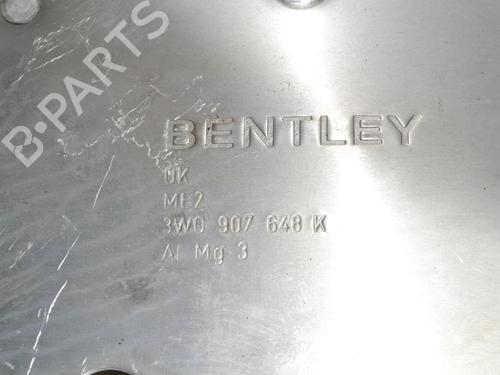 B-PARTS
BENTLEY
UK
ME2
3W0 907 648 K
Al Mg 3